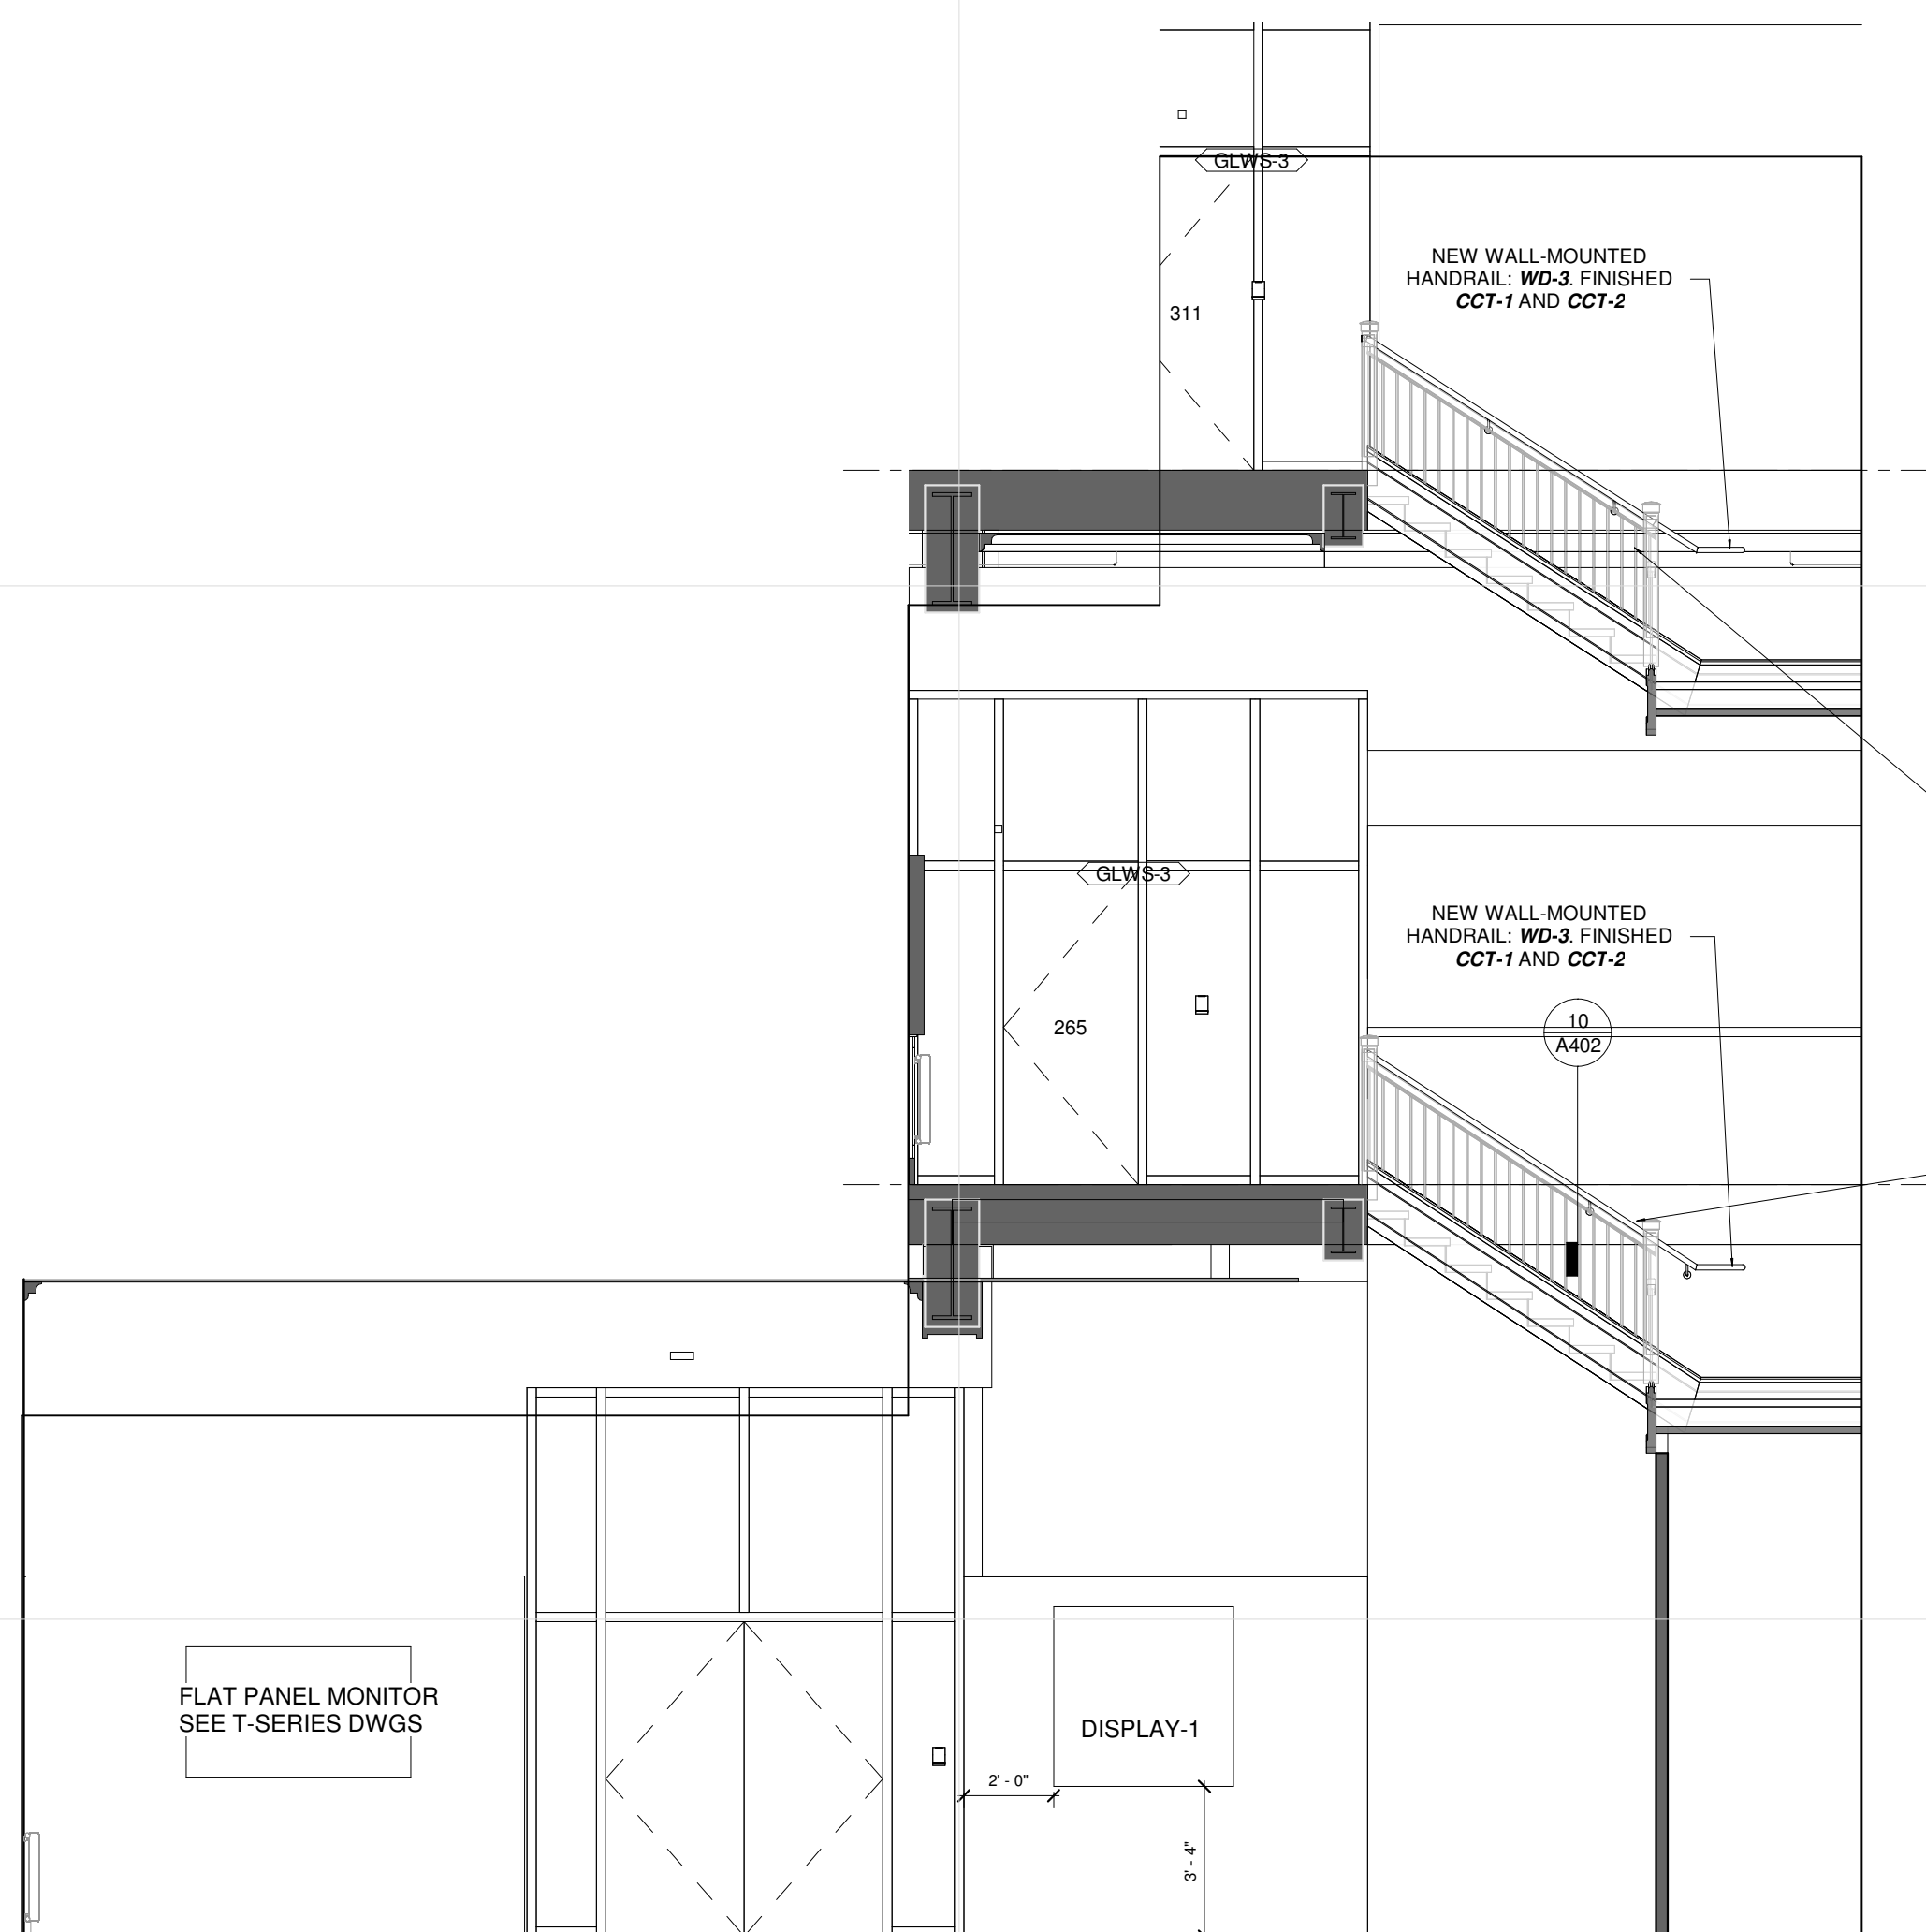 GLWS-3
NEW WALL-MOUNTED
HANDRAIL: WD-3. FINISHED
CCT-1 AND CCT-2
311
GLWS-3
NEW WALL-MOUNTED
HANDRAIL: WD-3. FINISHED
CCT-1 AND CCT-2
265
10
A402
FLAT PANEL MONITOR
SEE T-SERIES DWGS
DISPLAY-1
2' - 0"
3' - 4"